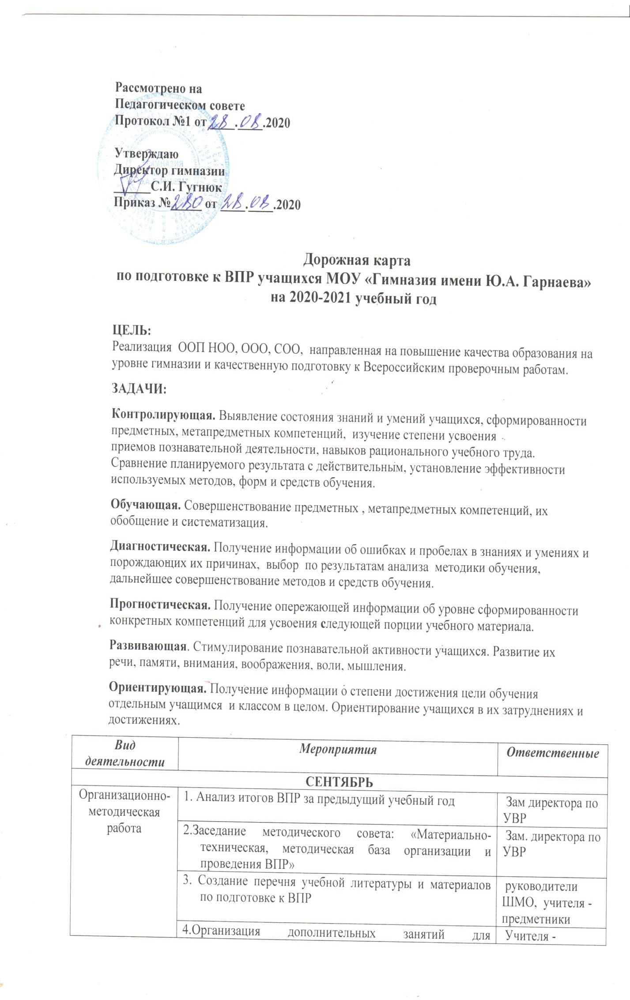 Рассмотрено на
Педагогическом совете
Протокол №1 от 28.08.2020
Утверждаю
Директор гимназии
______С.И. Гугнюк
Приказ №280 от 28.08.2020
ГИМНАЗИЯ
Дорожная карта
по подготовке к ВПР учащихся МОУ «Гимназия имени Ю.А. Гарнаева»
на 2020-2021 учебный год
ЦЕЛЬ:
Реализация ООП НОО, ООО, СОО, направленная на повышение качества образования на
уровне гимназии и качественную подготовку к Всероссийским проверочным работам.
ЗАДАЧИ:
Контролирующая. Выявление состояния знаний и умений учащихся, сформированности
предметных, метапредметных компетенций, изучение степени усвоения
приемов познавательной деятельности, навыков рационального учебного труда.
Сравнение планируемого результата с действительным, установление эффективности
используемых методов, форм и средств обучения.
Обучающая. Совершенствование предметных , метапредметных компетенций, их
обобщение и систематизация.
Диагностическая. Получение информации об ошибках и пробелах в знаниях и умениях и
порождающих их причинах, выбор по результатам анализа методики обучения,
дальнейшее совершенствование методов и средств обучения.
Прогностическая. Получение опережающей информации об уровне сформированности
конкретных компетенций для усвоения следующей порции учебного материала.
Развивающая. Стимулирование познавательной активности учащихся. Развитие их
речи, памяти, внимания, воображения, воли, мышления.
Ориентирующая. Получение информации о степени достижения цели обучения
отдельным учащимся и классом в целом. Ориентирование учащихся в их затруднениях и
достижениях.
Вид
деятельности
Мероприятия
Ответственные
СЕНТЯБРЬ
Организационно-
методическая
работа
1. Анализ итогов ВПР за предыдущий учебный год
Зам директора по
УВР
2.Заседание методического совета: «Материально-
техническая, методическая база организации и
проведения ВПР»
Зам. директора по
УВР
3. Создание перечня учебной литературы и материалов
по подготовке к ВПР
руководители
ШМО, учителя -
предметники
4.Организация дополнительных занятий для
Учителя -